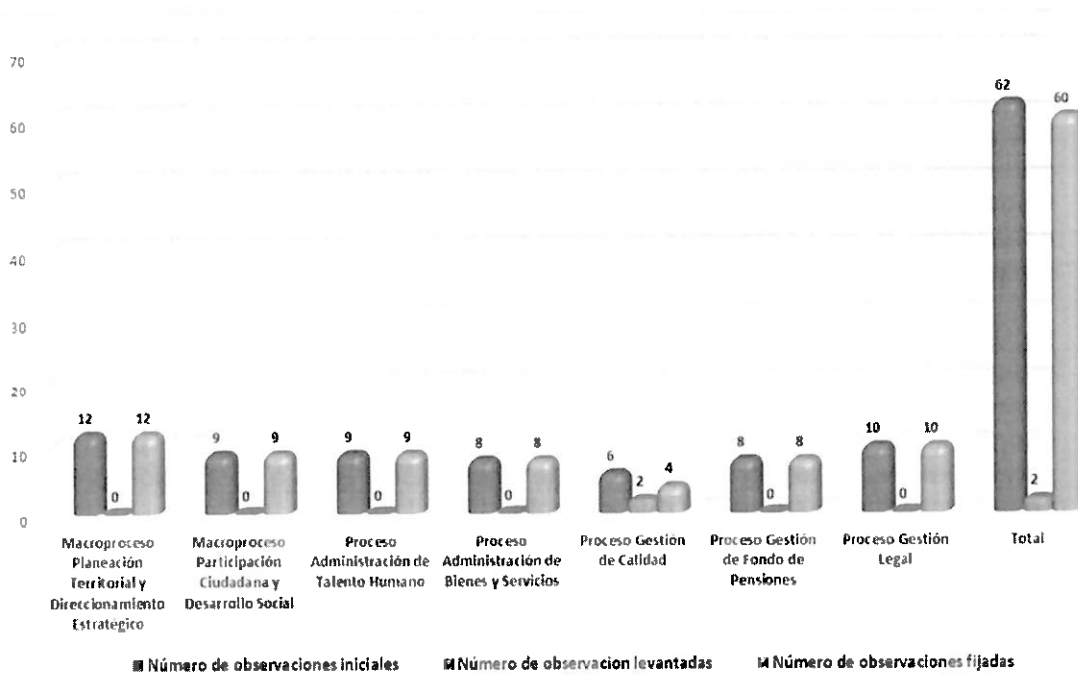 70
60
50
40
30
20
10
0
12 0 12
9 0 9
9 0 9
8 0 8
6 2 4
8 0 8
10 0 10
62 2 60
Macroproceso
Planeación
Territorial y
Direccionamiento
Estratégico
Macroproceso
Participación
Ciudadana y
Desarrollo Social
Proceso
Administración de
Talento Humano
Proceso
Administración de
Bienes y Servicios
Proceso Gestión
de Calidad
Proceso Gestión
de Fondo de
Pensiones
Proceso Gestión
Legal
Total
Número de observaciones iniciales
Número de observacion levantadas
Número de observaciones fijadas